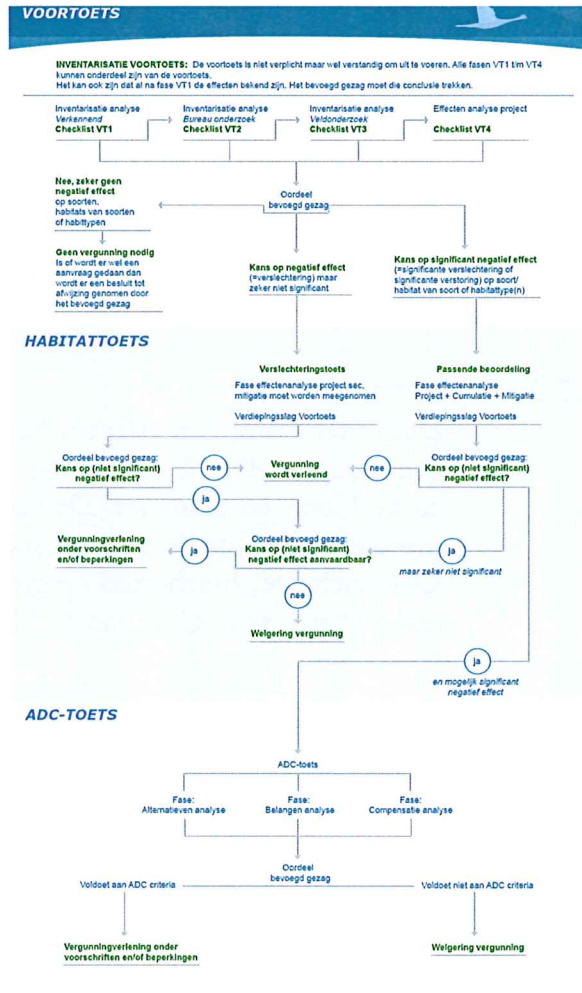 VOORTOETS
INVENTARISATIE VOORTOETS: De voortoets is niet verplicht maar wel verstandig om uit te voeren. Alle fasen VT1 t/m VT4
kunnen onderdeel zijn van de voortoets.
Het kan ook zijn dat al na fase VT1 de effecten bekend zijn. Het bevoegd gezag moet die conclusie trekken.
Inventarisatie analyse
Verkennend
Checklist VT1
Inventarisatie analyse
Bureau onderzoek
Checklist VT2
Inventarisatie analyse
Veldonderzoek
Checklist VT3
Effecten analyse project
Checklist VT4
Nee, zeker geen
negatief effect
op soorten,
habitats van soorten
of habittypen
Oordeel
bevoegd gezag
Geen vergunning nodig
Is of wordt er wel een
aanvraag gedaan dan
wordt er een besluit tot
afwijzing genomen door
het bevoegd gezag
Kans op negatief effect
(=verslechtering) maar
zeker niet significant
Kans op significant negatief effect
(=significante verslechtering of
significante verstoring) op soort/
habitat van soort of habitattype(n)
HABITATTOETS
Verslechteringstoets
Fase effectenanalyse project sec,
mitigatie moet worden meegenomen
Verdiepingsslag Voortoets
Passende beoordeling
Fase effectenanalyse
Project + Cumulatie + Mitigatie
Verdiepingsslag Voortoets
Oordeel bevoegd gezag:
Kans op (niet significant)
negatief effect?
nee
Vergunning
wordt verleend
nee
Oordeel bevoegd gezag:
Kans op (niet significant)
negatief effect?
ja
Vergunningverlening
onder voorschriften
en/of beperkingen
ja
Oordeel bevoegd gezag:
Kans op (niet significant)
negatief effect aanvaardbaar?
ja
maar zeker niet significant
nee
Weigering vergunning
ja
en mogelijk significant
negatief effect
ADC-TOETS
ADC-toets
Fase:
Alternatieven analyse
Fase:
Belangen analyse
Fase:
Compensatie analyse
Oordeel
bevoegd gezag
Voldoet aan ADC criteria
Voldoet niet aan ADC criteria
Vergunningverlening onder
voorschriften en/of beperkingen
Weigering vergunning